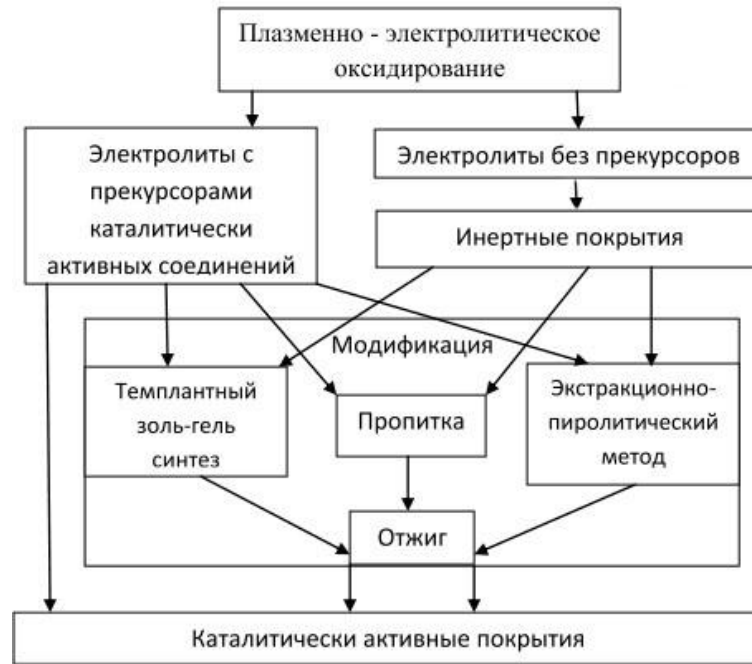 Плазменно - электролитическое
оксидирование
Электролиты с
прекурсорами
каталитически
активных соединений
Электролиты без прекурсоров
Инертные покрытия
Модификация
Темплантный
золь-гель
синтез
Пропитка
Экстракционно-
пиролитический
метод
Отжиг
Каталитически активные покрытия